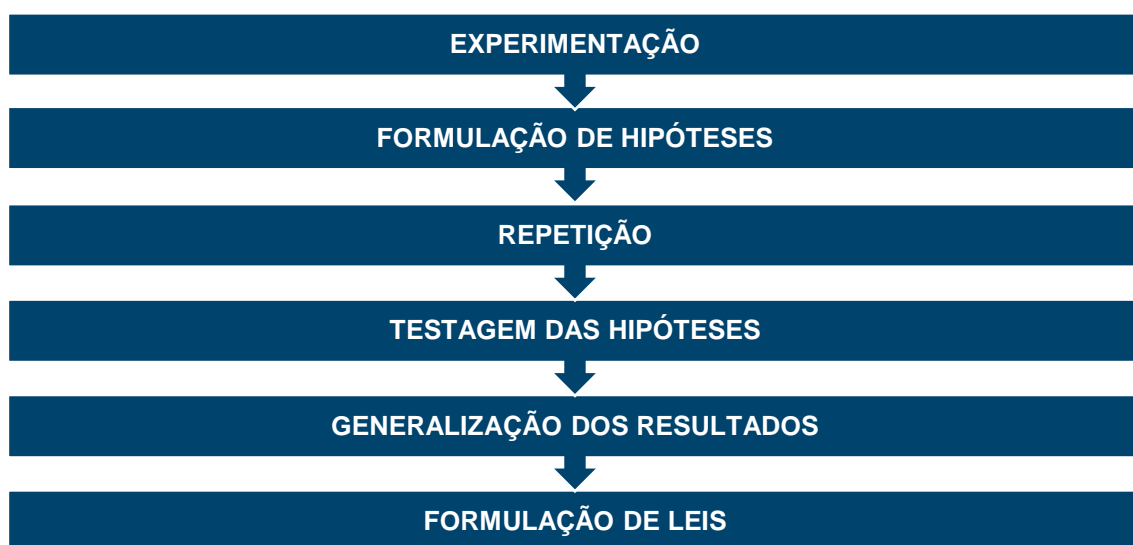 EXPERIMENTAÇÃO
FORMULAÇÃO DE HIPÓTESES
REPETIÇÃO
TESTAGEM DAS HIPÓTESES
GENERALIZAÇÃO DOS RESULTADOS
FORMULAÇÃO DE LEIS